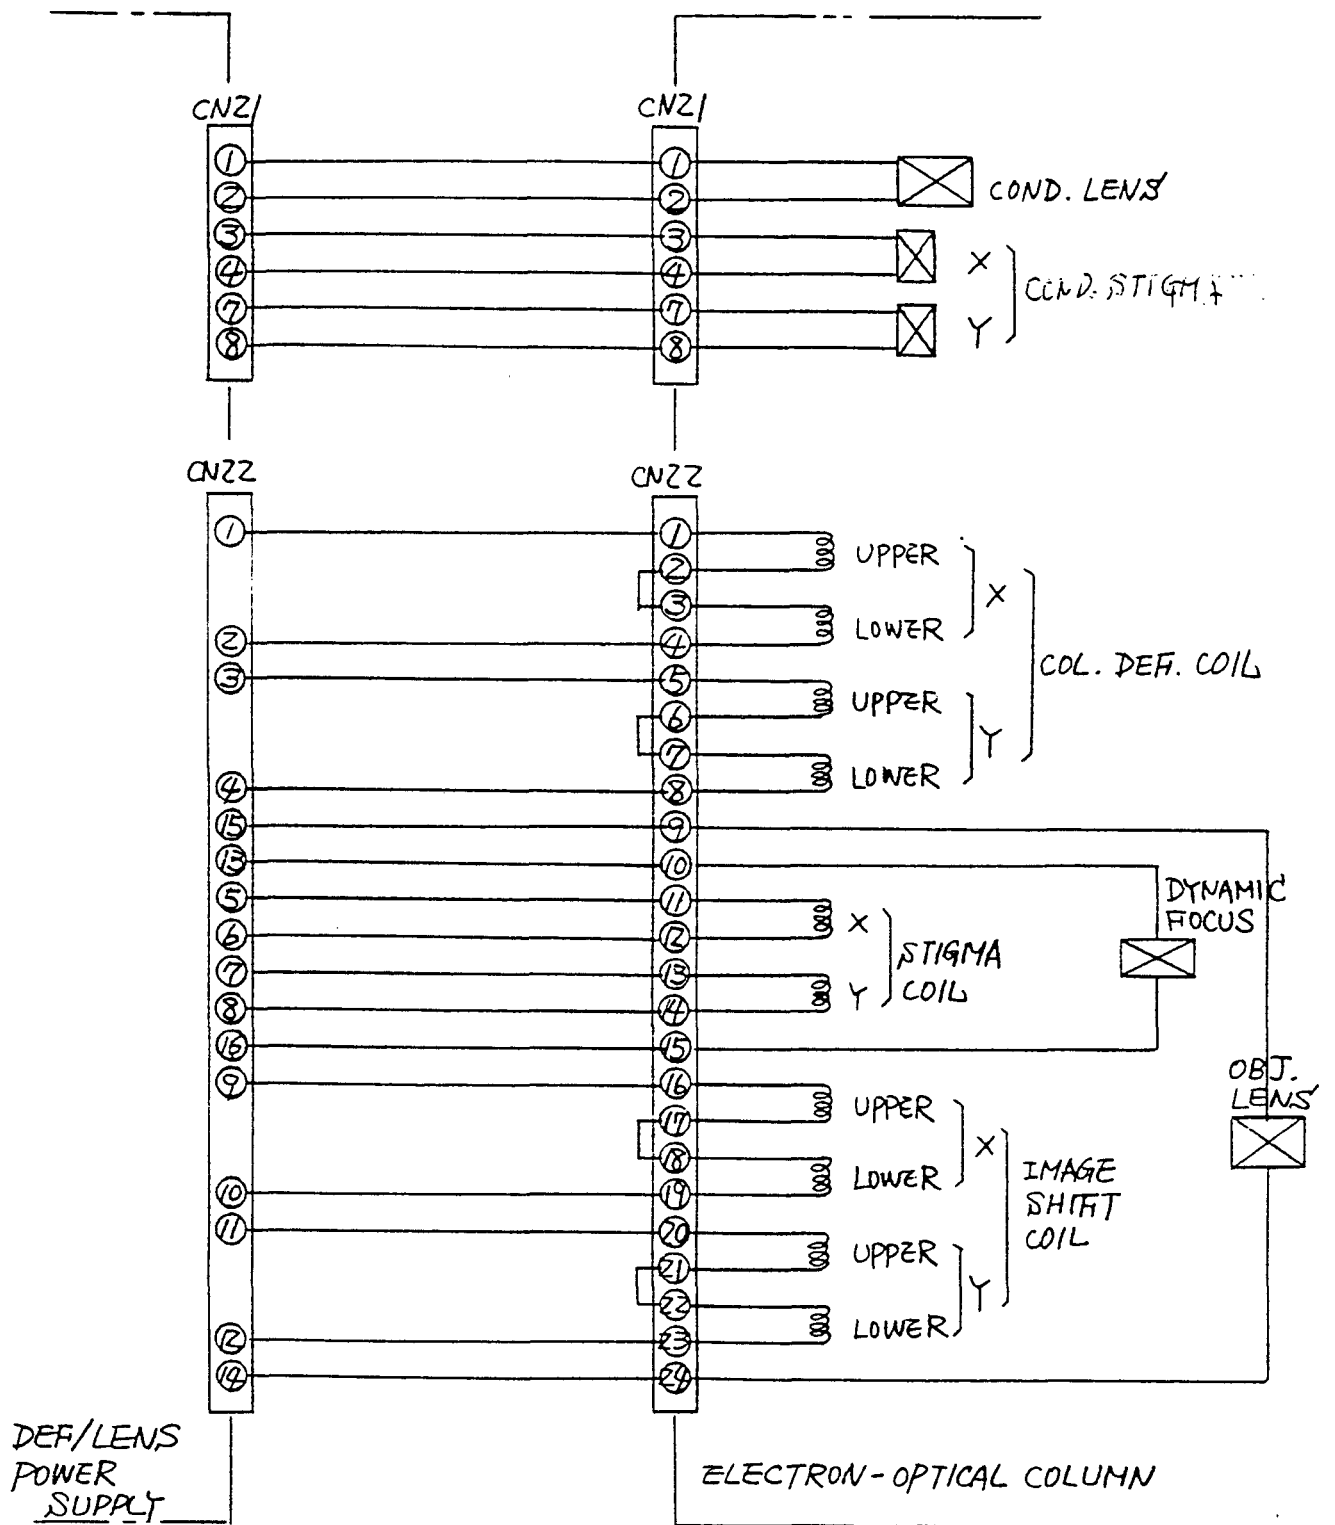 CN21
CN21
1
1
2
2
COND. LENS
3
3
X
4
4
COND. STIGMA
7
7
Y
8
8
CN22
CN22
1
1
2
UPPER
X
3
LOWER
2
4
COL. DEF. COIL
3
5
6
UPPER
Y
7
LOWER
4
8
15
9
13
10
DYNAMIC
FOCUS
5
11
X
6
12
STIGMA
COIL
7
13
Y
8
14
16
15
9
16
OBJ.
LENS
UPPER
17
X
18
LOWER
IMAGE
SHIFT
COIL
10
19
11
20
UPPER
21
Y
22
LOWER
12
23
14
24
DEF/LENS
POWER
SUPPLY
ELECTRON-OPTICAL COLUMN